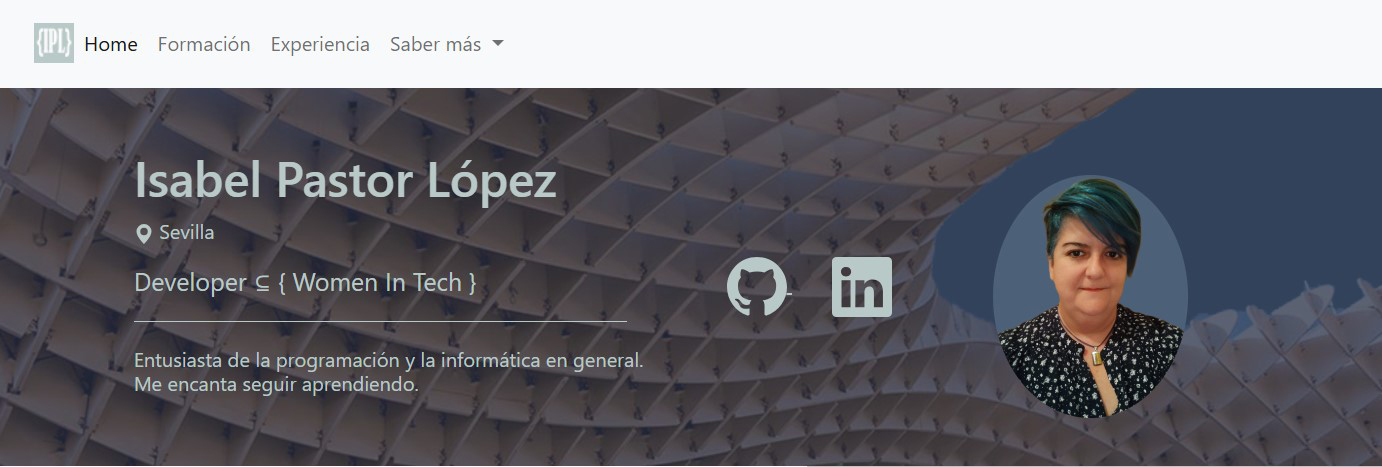 {IPL} Home Formación Experiencia Saber más
Isabel Pastor López
Sevilla
Developer ⊆ { Women In Tech }
in
Entusiasta de la programación y la informática en general.
Me encanta seguir aprendiendo.